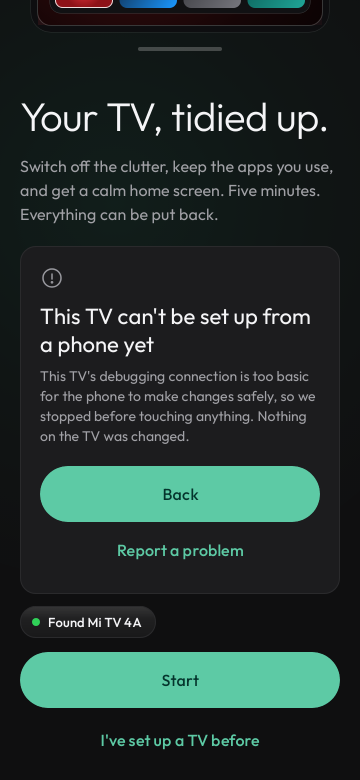 Your TV, tidied up.
Switch off the clutter, keep the apps you use,
and get a calm home screen. Five minutes.
Everything can be put back.
This TV can't be set up from
a phone yet
This TV's debugging connection is too basic
for the phone to make changes safely, so we
stopped before touching anything. Nothing
on the TV was changed.
Back
Report a problem
Found Mi TV 4A
Start
I've set up a TV before